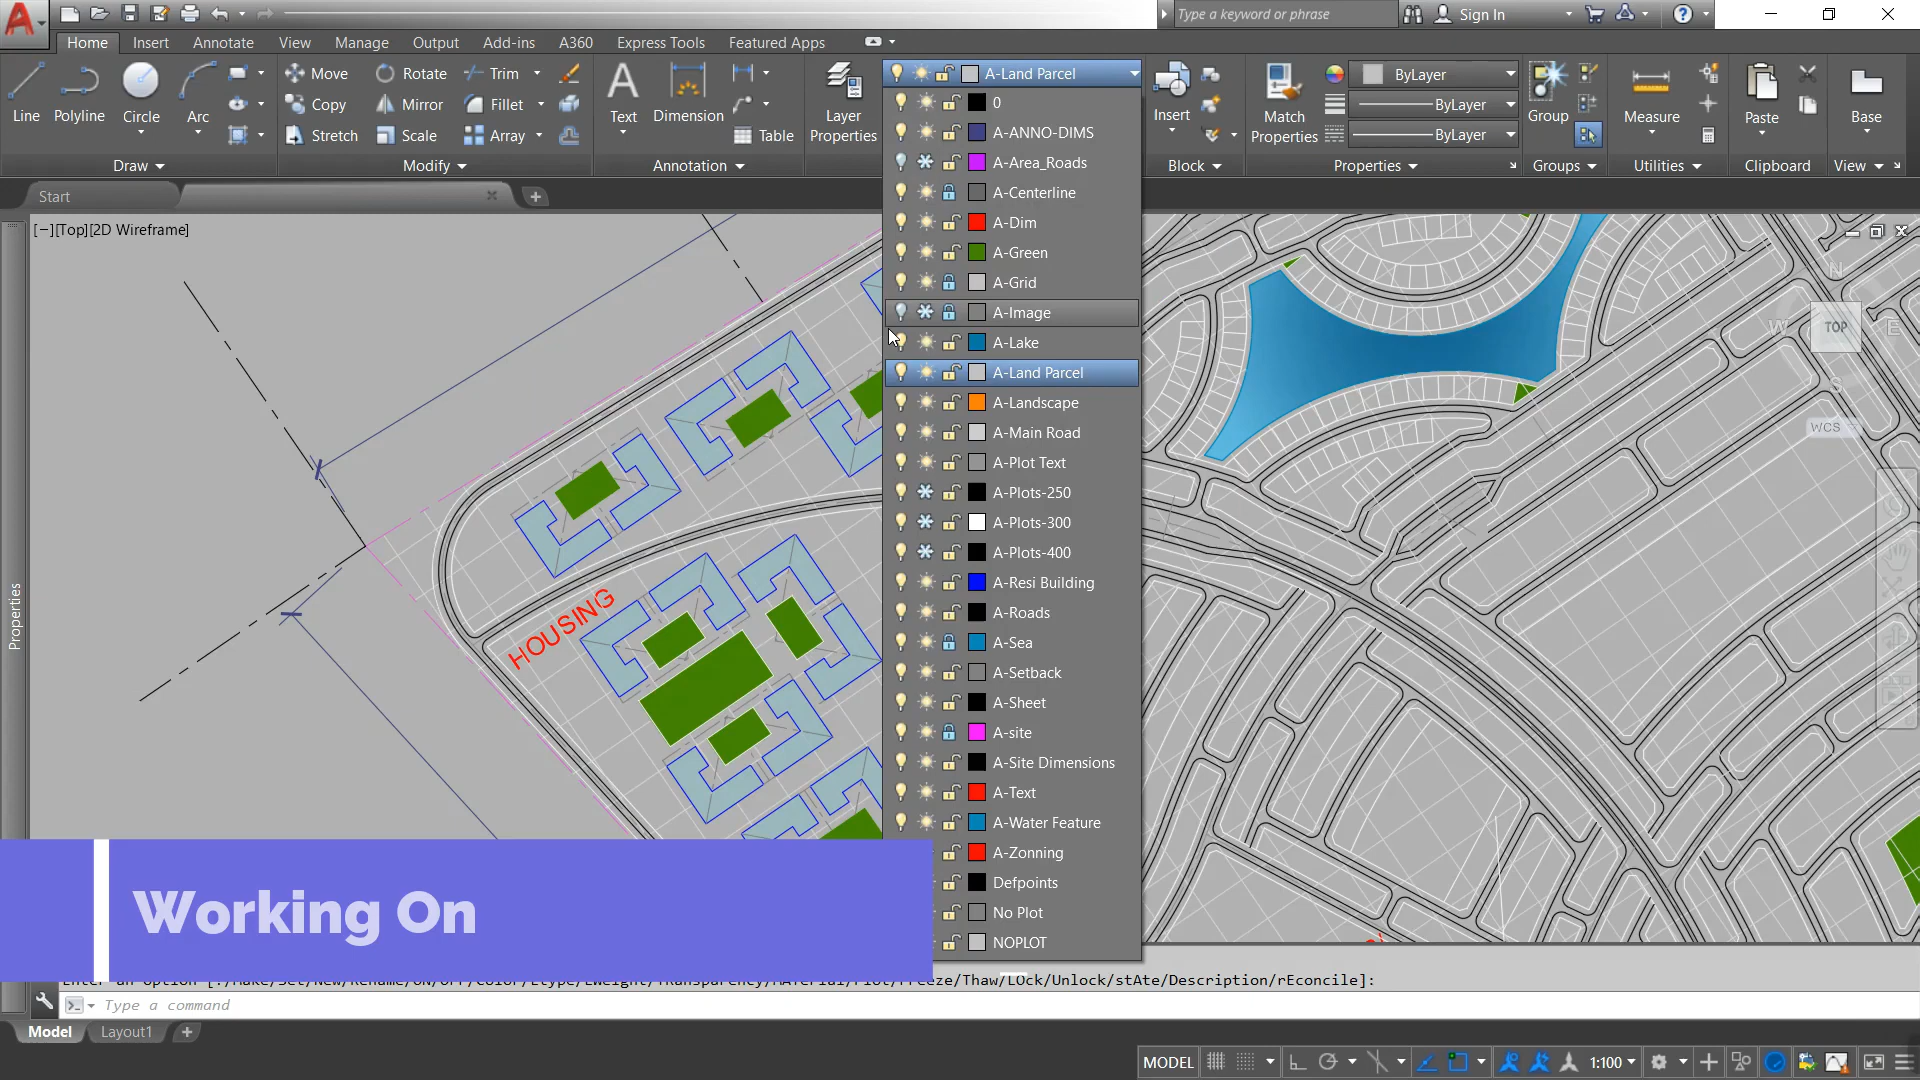 Type a keyword or phrase
Sign In
Home Insert Annotate View Manage Output Add-ins A360 Express Tools Featured Apps
Line Polyline Circle Arc
Move Rotate Trim
Copy Mirror Fillet
Stretch Scale Array
Text Dimension Table
Layer Properties
A-Land Parcel
Insert
Match Properties
ByLayer
ByLayer
ByLayer
Group Measure Paste Base
Draw Modify Annotation Block Properties Groups Utilities Clipboard View
Start
[−][Top][2D Wireframe]
0
A-ANNO-DIMS
A-Area_Roads
A-Centerline
A-Dim
A-Green
A-Grid
A-Image
A-Lake
A-Land Parcel
A-Landscape
A-Main Road
A-Plot Text
A-Plots-250
A-Plots-300
A-Plots-400
A-Resi Building
A-Roads
A-Sea
A-Setback
A-Sheet
A-site
A-Site Dimensions
A-Text
A-Water Feature
A-Zonning
Defpoints
No Plot
NOPLOT
N
W TOP E
S
WCS
HOUSING
Properties
Working On
/Thaw/LOck/Unlock/stAte/Description/rEconcile]:
Type a command
Model Layout1
MODEL 1:100